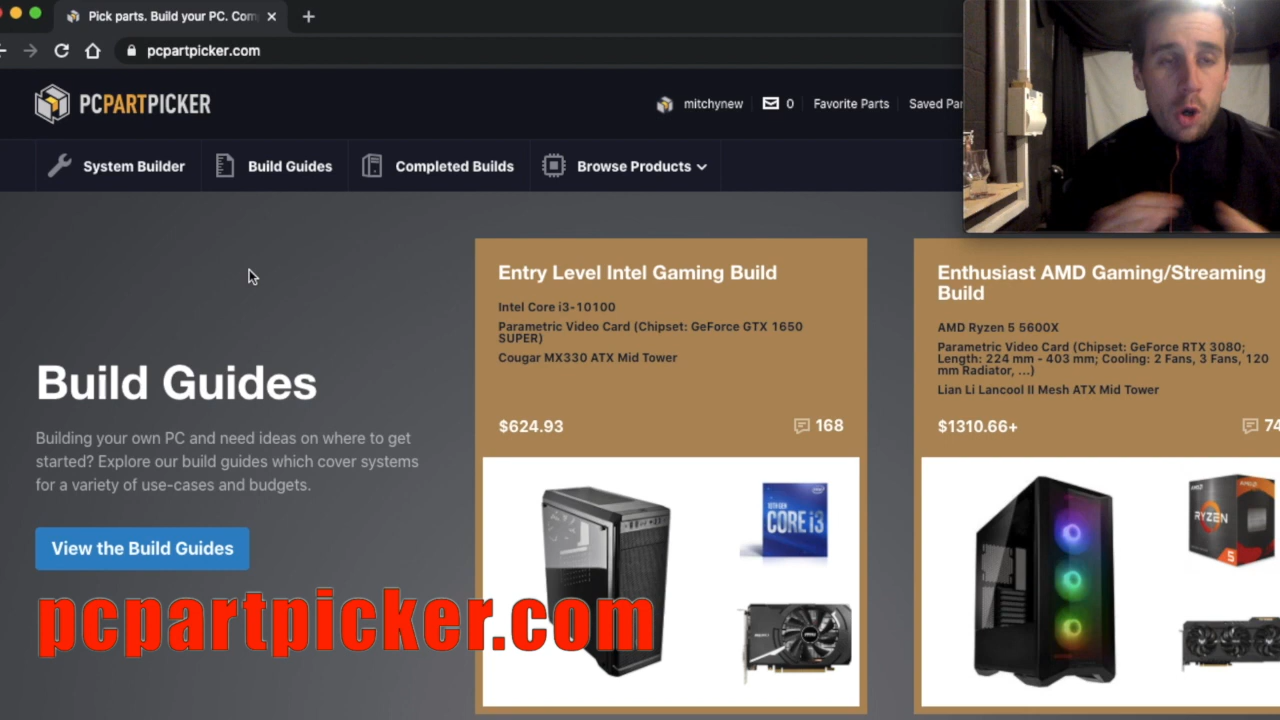 Pick parts. Build your PC. Com
pcpartpicker.com
PCPARTPICKER
mitchynew
0
Favorite Parts
Saved Par
System Builder
Build Guides
Completed Builds
Browse Products
Entry Level Intel Gaming Build
Intel Core i3-10100
Parametric Video Card (Chipset: GeForce GTX 1650
SUPER)
Cougar MX330 ATX Mid Tower
$624.93
168
Enthusiast AMD Gaming/Streaming
Build
AMD Ryzen 5 5600X
Parametric Video Card (Chipset: GeForce RTX 3080;
Length: 224 mm - 403 mm; Cooling: 2 Fans, 3 Fans, 120
mm Radiator, ...)
Lian Li Lancool II Mesh ATX Mid Tower
$1310.66+
74
Build Guides
Building your own PC and need ideas on where to get
started? Explore our build guides which cover systems
for a variety of use-cases and budgets.
View the Build Guides
10TH GEN
CORE i3
AMD
RYZEN
5
pcpartpicker.com